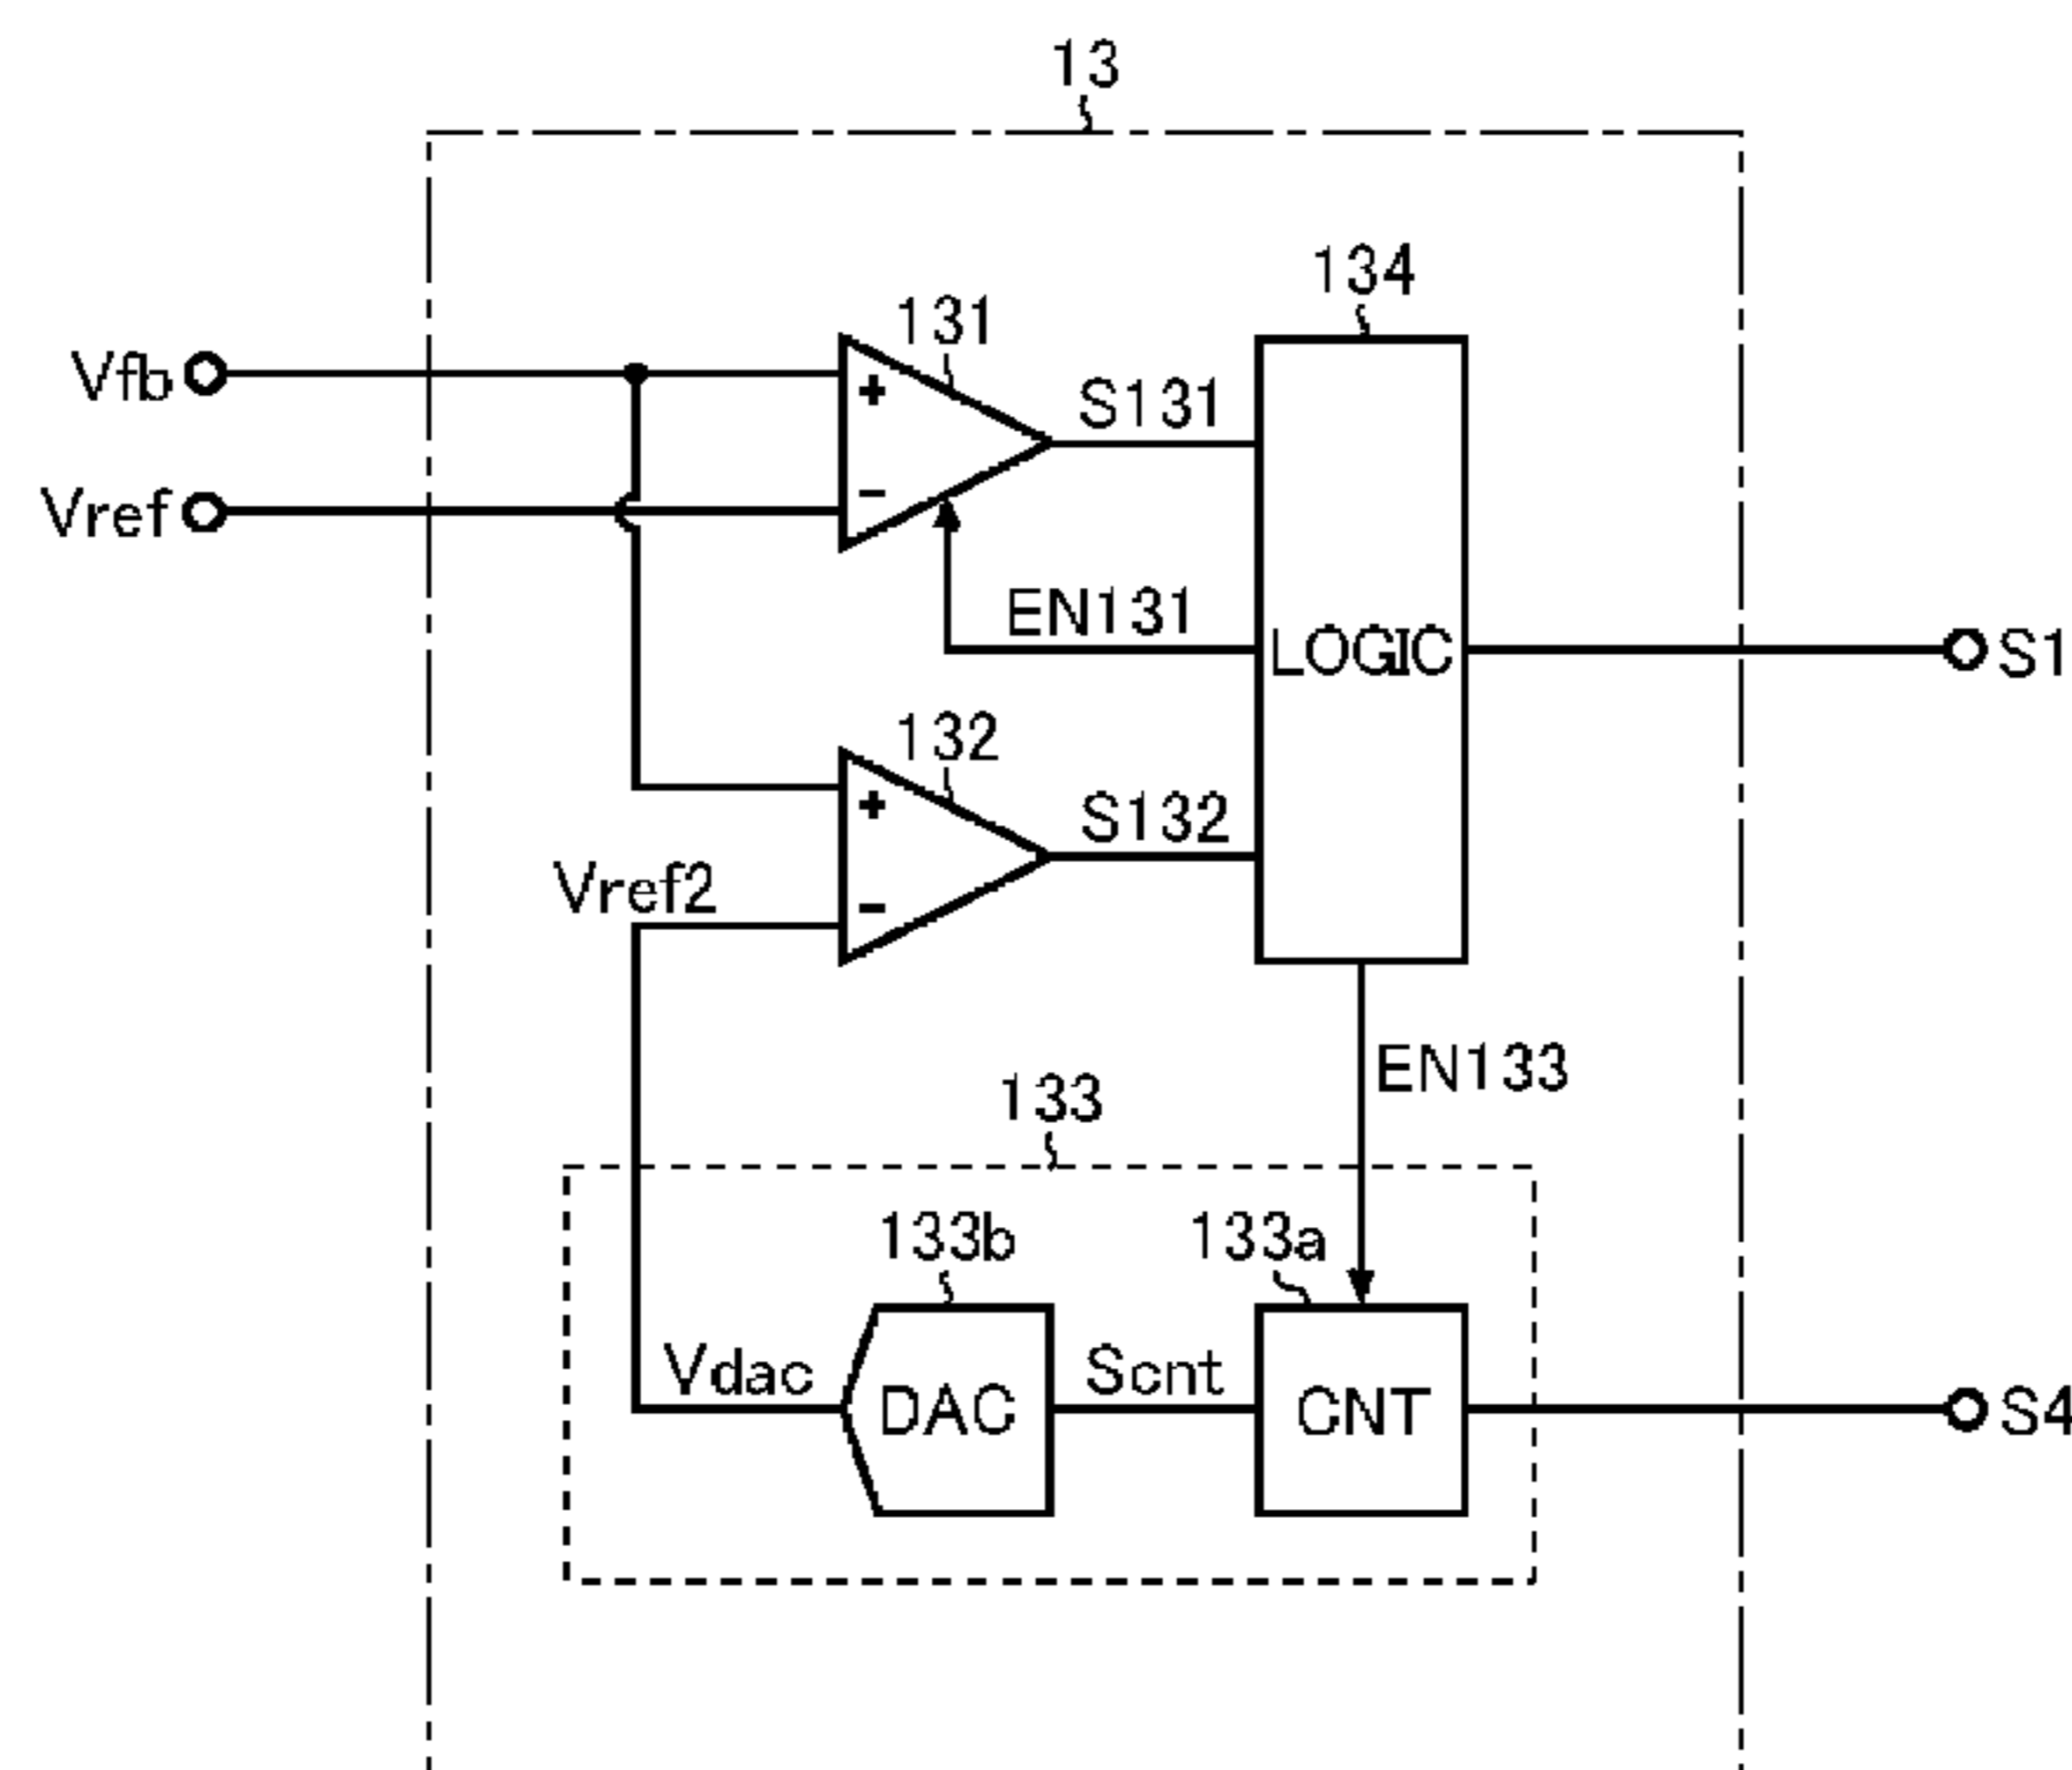 13
134
131
Vfb
S131
Vref
EN131
LOGIC
S1
132
S132
Vref2
EN133
133
133b
133a
Vdac
DAC
Scnt
CNT
S4